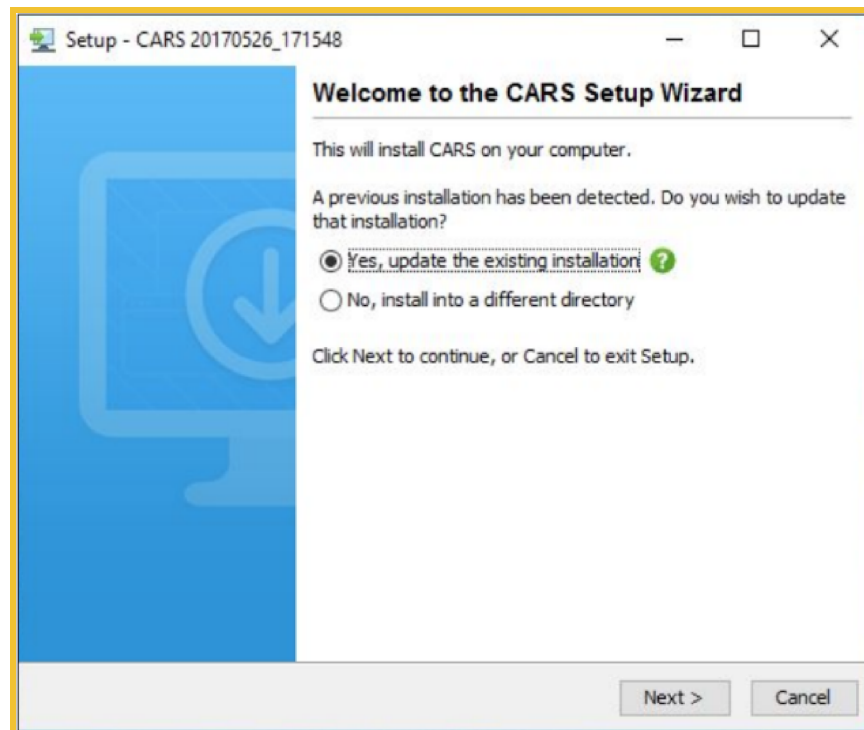 Setup - CARS 20170526_171548
Welcome to the CARS Setup Wizard
This will install CARS on your computer.
A previous installation has been detected. Do you wish to update
that installation?
Yes, update the existing installation ?
No, install into a different directory
Click Next to continue, or Cancel to exit Setup.
Next > Cancel